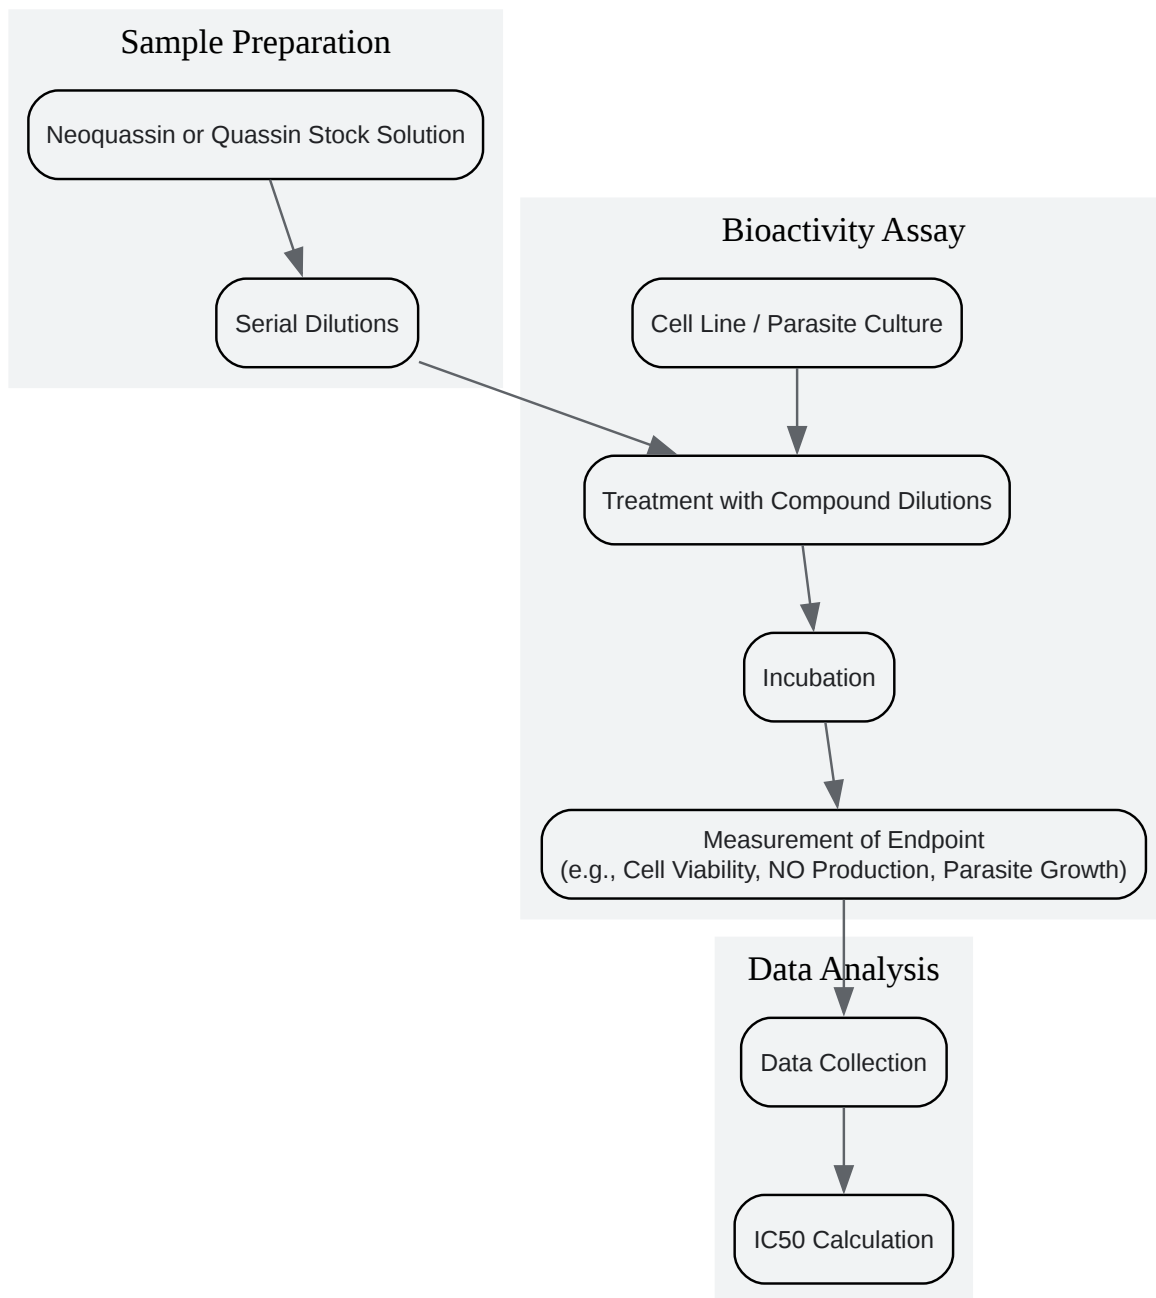 Sample Preparation
Neoquassin or Quassin Stock Solution
Serial Dilutions
Bioactivity Assay
Cell Line / Parasite Culture
Treatment with Compound Dilutions
Incubation
Measurement of Endpoint
(e.g., Cell Viability, NO Production, Parasite Growth)
Data Analysis
Data Collection
IC50 Calculation